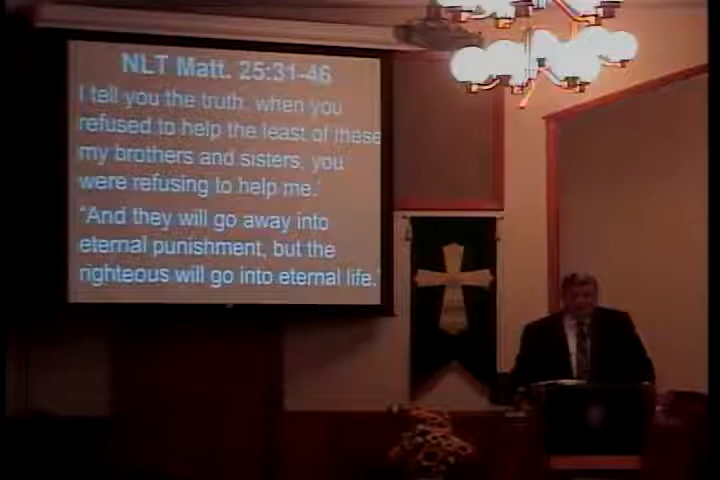 NLT Matt. 25:31-46
I tell you the truth, when you
refused to help the least of these
my brothers and sisters, you
were refusing to help me.'
"And they will go away into
eternal punishment, but the
righteous will go into eternal life."